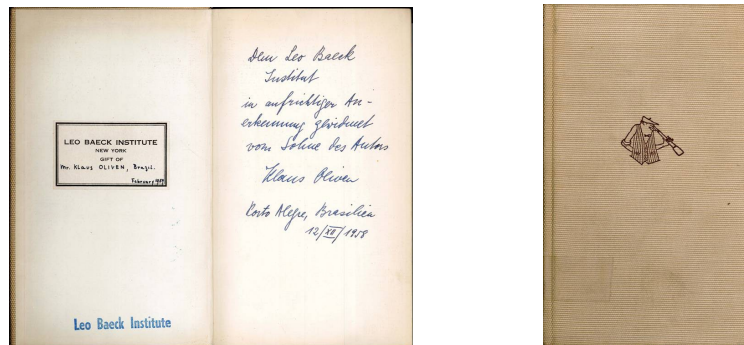 LEO BAECK INSTITUTE
NEW YORK
GIFT OF
Mr. Klaus OLIVEN, Brazil.
February 1959
Leo Baeck Institute
Dem Leo Baeck
Institut
in aufrichtiger An-
erkennung gewidmet
vom Sohne des Autors
Klaus Oliven
Porto Alegre, Brasilien
12/XII/1958